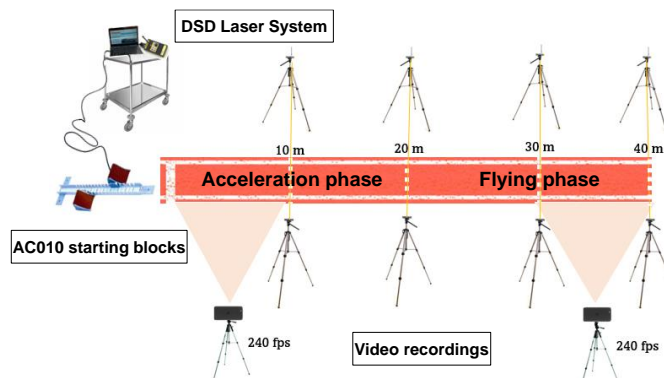 DSD Laser System
10 m
20 m
30 m
40 m
Acceleration phase
Flying phase
AC010 starting blocks
240 fps
Video recordings
240 fps